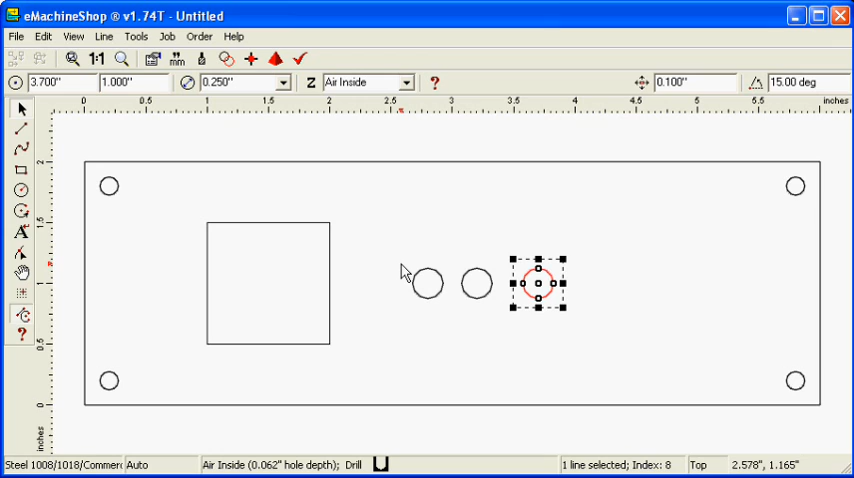 eMachineShop ® v1.74T - Untitled
File Edit View Line Tools Job Order Help
1:1 mm
3.700" 1.000" 0.250" Z Air Inside ? 0.100" 15.00 deg
0 0.5 1 1.5 2 2.5 3 3.5 4 4.5 5 5.5 inches
2
1.5
1
0.5
0
inches
A
?
Steel 1008/1018/Commerc Auto Air Inside (0.062" hole depth); Drill 1 line selected; Index: 8 Top 2.578", 1.165"